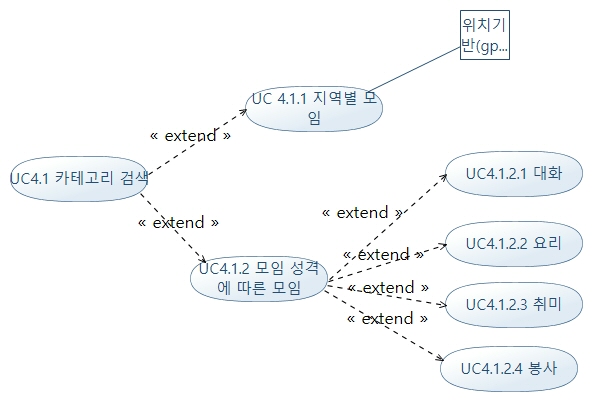 위치기
반(gp...
UC 4.1.1 지역별 모
임
« extend »
UC4.1 카테고리 검색
« extend »
UC4.1.2 모임 성격
에 따른 모임
« extend »
« extend »
« extend »
« extend »
UC4.1.2.1 대화
UC4.1.2.2 요리
UC4.1.2.3 취미
UC4.1.2.4 봉사